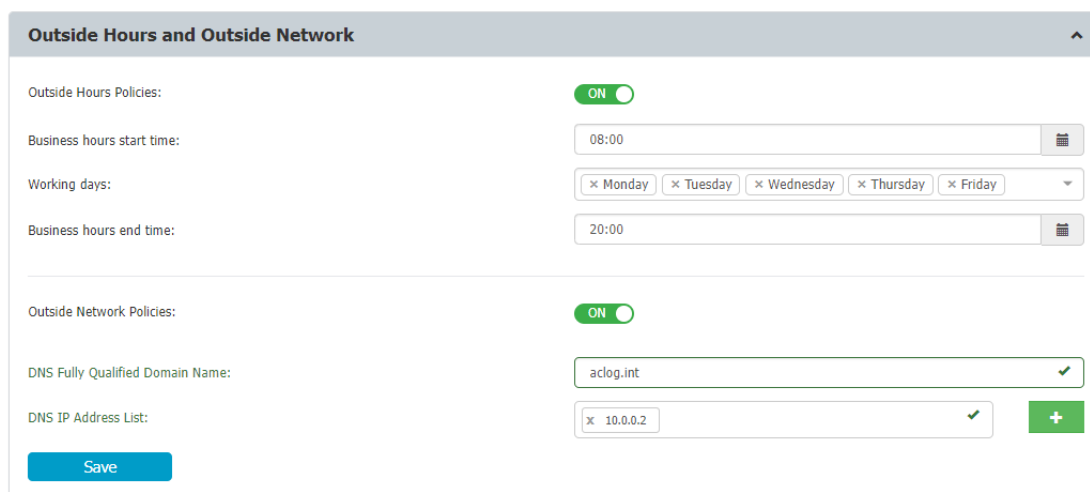 Outside Hours and Outside Network
Outside Hours Policies: ON
Business hours start time: 08:00
Working days: × Monday × Tuesday × Wednesday × Thursday × Friday
Business hours end time: 20:00
Outside Network Policies: ON
DNS Fully Qualified Domain Name: aclog.int
DNS IP Address List: x 10.0.0.2 +
Save